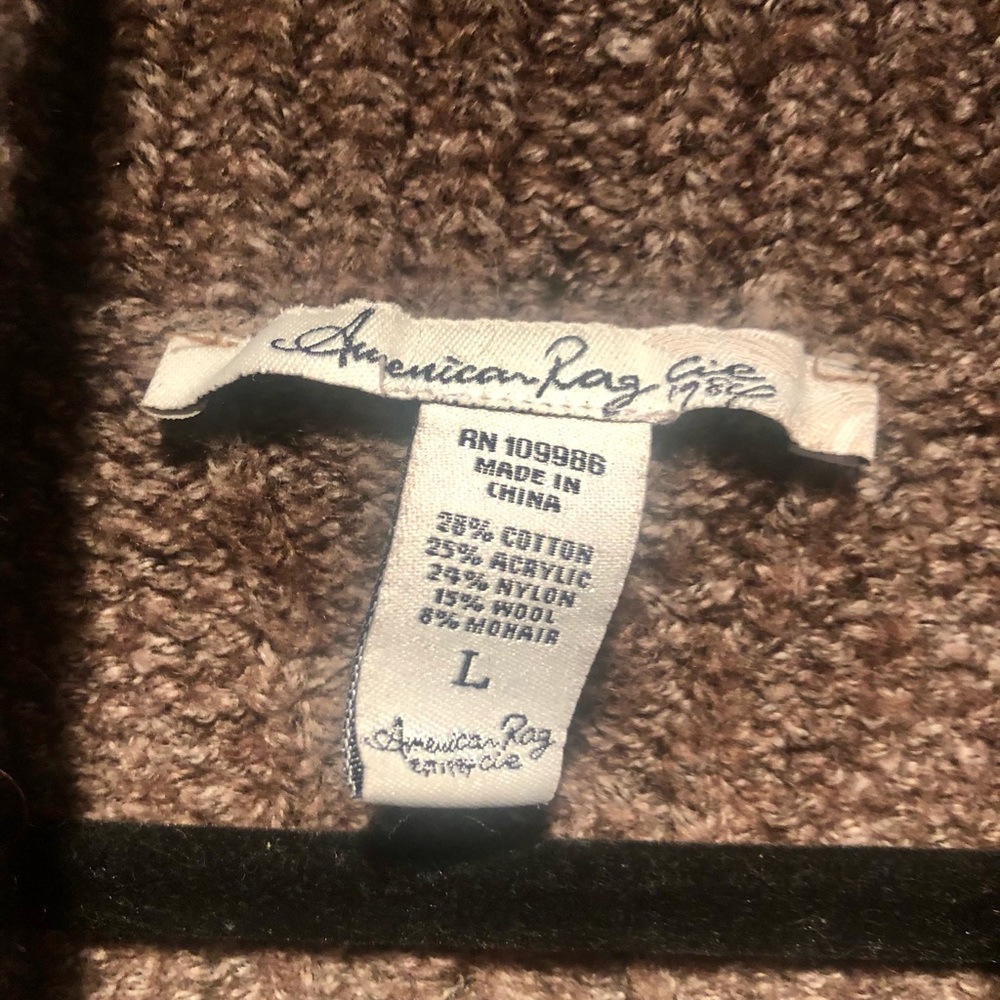 American Rag Cie
1984
RN 109986
MADE IN
CHINA
28% COTTON
25% ACRYLIC
24% NYLON
15% WOOL
8% MOHAIR
L
American Rag
cie